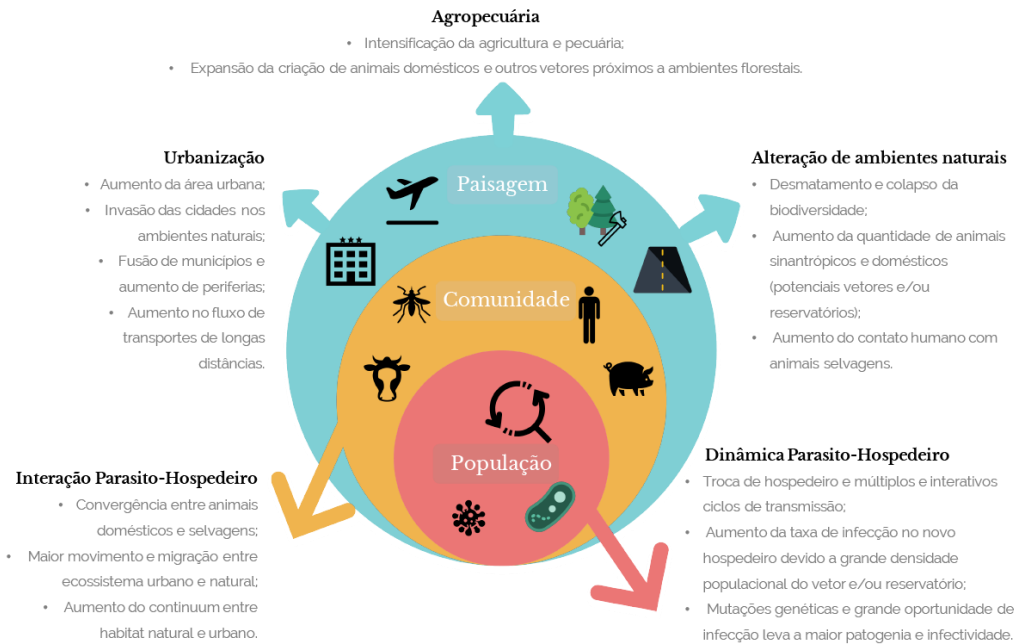 Agropecuária
• Intensificação da agricultura e pecuária;
• Expansão da criação de animais domésticos e outros vetores próximos a ambientes florestais.
Urbanização
• Aumento da área urbana;
• Invasão das cidades nos
ambientes naturais;
• Fusão de municípios e
aumento de periferias;
• Aumento no fluxo de
transportes de longas
distâncias.
Paisagem
Comunidade
População
Alteração de ambientes naturais
• Desmatamento e colapso da
biodiversidade;
• Aumento da quantidade de animais
sinantrópicos e domésticos
(potenciais vetores e/ou
reservatórios);
• Aumento do contato humano com
animais selvagens.
Interação Parasito-Hospedeiro
• Convergência entre animais
domésticos e selvagens;
• Maior movimento e migração entre
ecossistema urbano e natural;
• Aumento do continuum entre
habitat natural e urbano.
Dinâmica Parasito-Hospedeiro
• Troca de hospedeiro e múltiplos e interativos
ciclos de transmissão;
• Aumento da taxa de infecção no novo
hospedeiro devido a grande densidade
populacional do vetor e/ou reservatório;
• Mutações genéticas e grande oportunidade de
infecção leva a maior patogenia e infectividade.